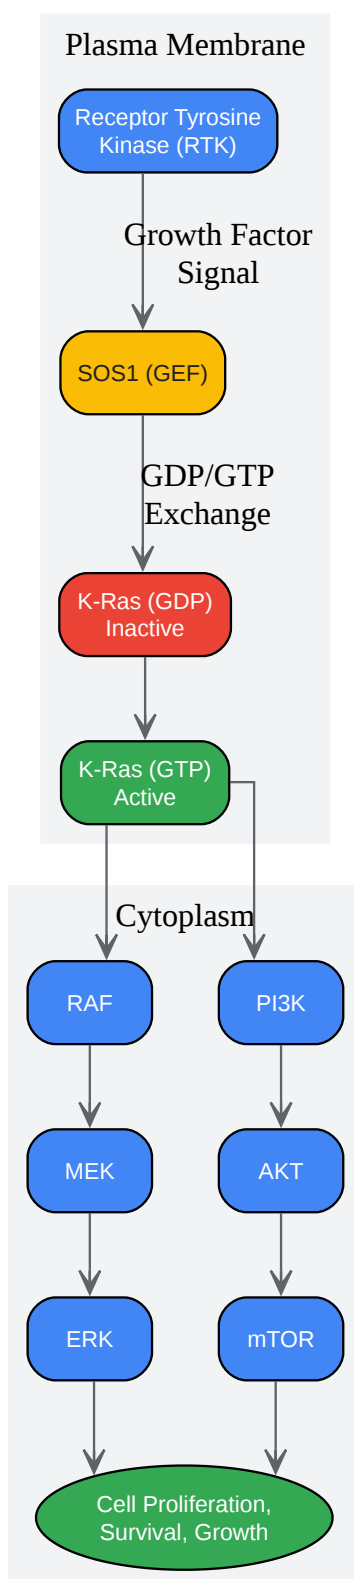 Plasma Membrane
Receptor Tyrosine
Kinase (RTK)
Growth Factor
Signal
SOS1 (GEF)
GDP/GTP
Exchange
K-Ras (GDP)
Inactive
K-Ras (GTP)
Active
Cytoplasm
RAF
PI3K
MEK
AKT
ERK
mTOR
Cell Proliferation,
Survival, Growth